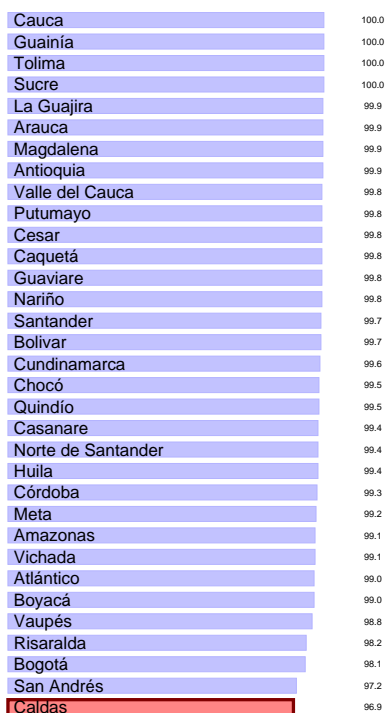 Cauca 100.0
Guainía 100.0
Tolima 100.0
Sucre 100.0
La Guajira 99.9
Arauca 99.9
Magdalena 99.9
Antioquia 99.9
Valle del Cauca 99.8
Putumayo 99.8
Cesar 99.8
Caquetá 99.8
Guaviare 99.8
Nariño 99.8
Santander 99.7
Bolivar 99.7
Cundinamarca 99.6
Chocó 99.5
Quindío 99.5
Casanare 99.4
Norte de Santander 99.4
Huila 99.4
Córdoba 99.3
Meta 99.2
Amazonas 99.1
Vichada 99.1
Atlántico 99.0
Boyacá 99.0
Vaupés 98.8
Risaralda 98.2
Bogotá 98.1
San Andrés 97.2
Caldas 96.9